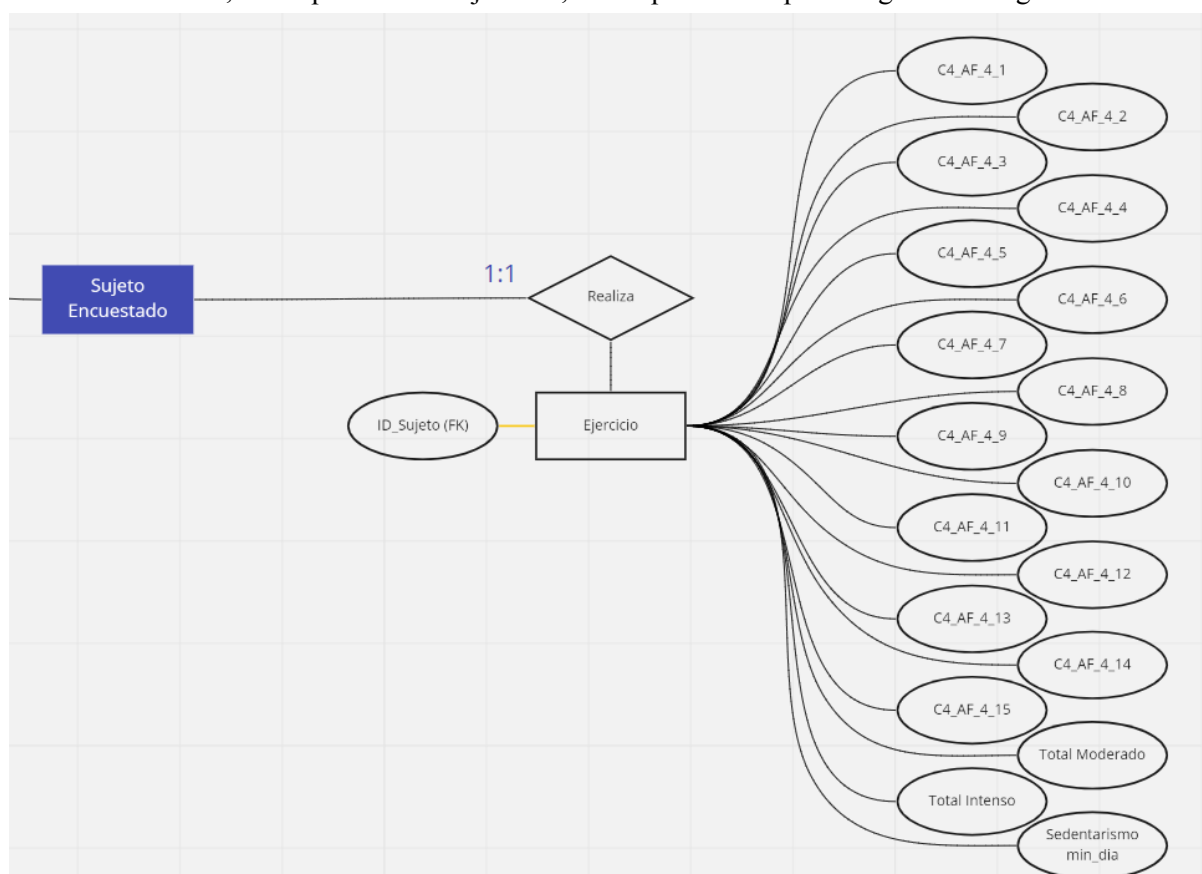 C4_AF_4_1
C4_AF_4_2
C4_AF_4_3
C4_AF_4_4
C4_AF_4_5
Sujeto
Encuestado
1:1
Realiza
C4_AF_4_6
C4_AF_4_7
C4_AF_4_8
ID_Sujeto (FK)
Ejercicio
C4_AF_4_9
C4_AF_4_10
C4_AF_4_11
C4_AF_4_12
C4_AF_4_13
C4_AF_4_14
C4_AF_4_15
Total Moderado
Total Intenso
Sedentarismo
min_dia